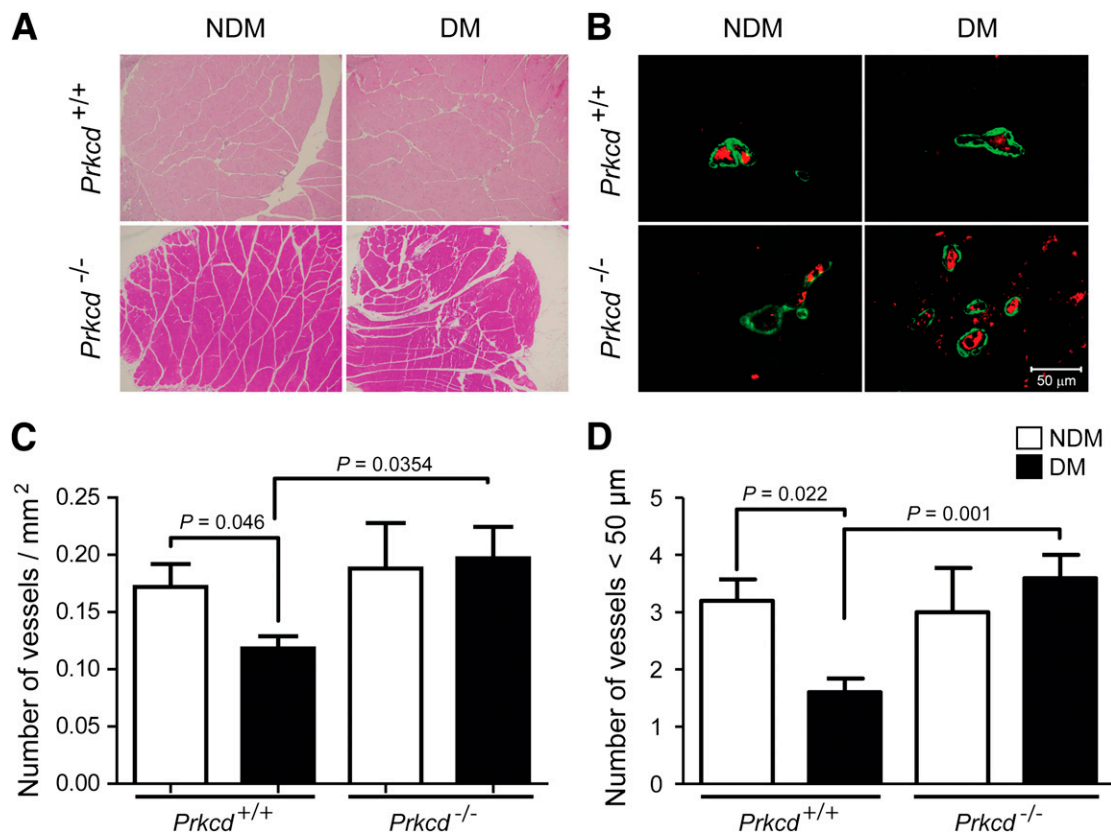 A
NDM
DM
Prkcd +/+
Prkcd -/-
B
NDM
DM
Prkcd +/+
Prkcd -/-
50 µm
C
Number of vessels / mm²
0.25
0.20
0.15
0.10
0.05
0.00
P = 0.046
P = 0.0354
Prkcd +/+
Prkcd -/-
D
NDM
DM
Number of vessels < 50 µm
5
4
3
2
1
0
P = 0.022
P = 0.001
Prkcd +/+
Prkcd -/-